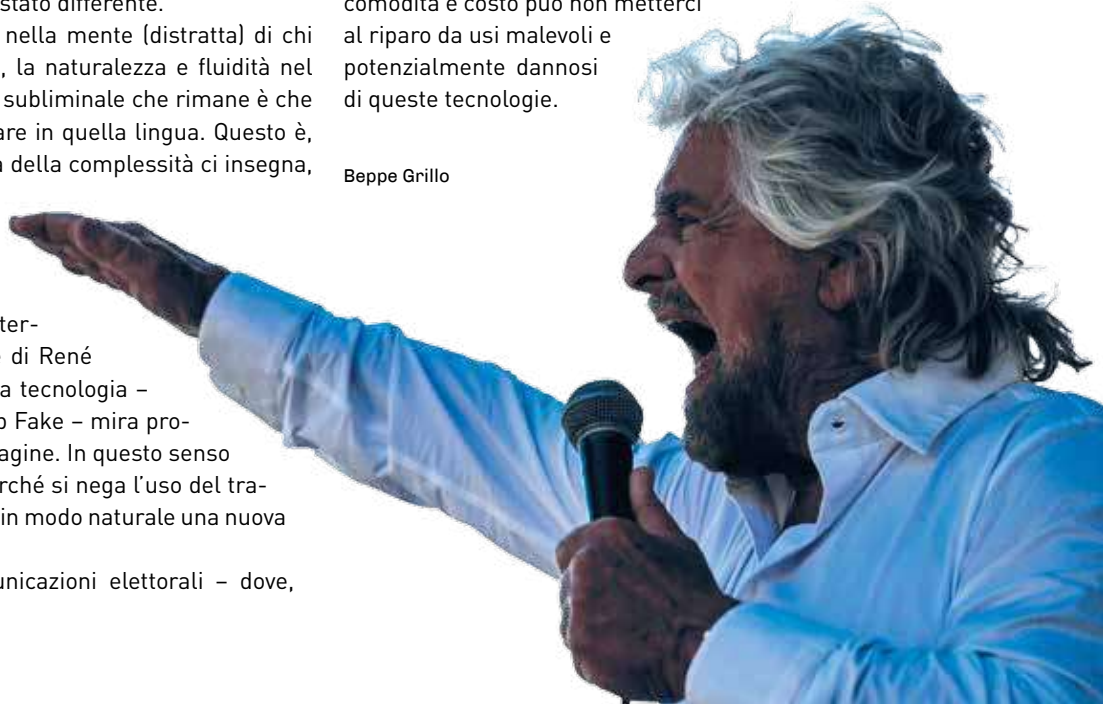 stato differente.
nella mente (distratta) di chi
, la naturalezza e fluidità nel
subliminale che rimane è che
are in quella lingua. Questo è,
della complessità ci insegna,
ter-
di René
a tecnologia –
Fake – mira pro-
agine. In questo senso
rché si nega l'uso del tra-
in modo naturale una nuova
unicazioni elettorali – dove,
comodità e costo può non metterci
al riparo da usi malevoli e
potenzialmente dannosi
di queste tecnologie.
Beppe Grillo